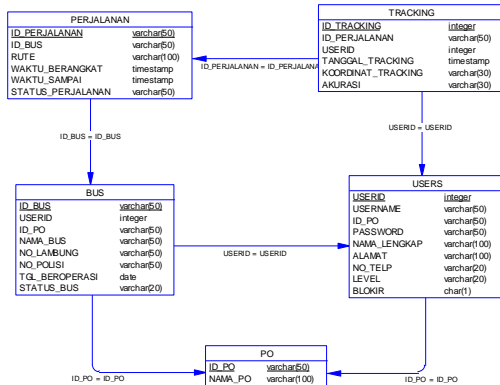 PERJALANAN
ID_PERJALANAN varchar(50)
ID_BUS varchar(50)
RUTE varchar(100)
WAKTU_BERANGKAT timestamp
WAKTU_SAMPAI timestamp
STATUS_PERJALANAN varchar(50)
TRACKING
ID_TRACKING integer
ID_PERJALANAN varchar(50)
USERID integer
TANGGAL_TRACKING timestamp
KOORDINAT_TRACKING varchar(30)
AKURASI varchar(30)
ID_PERJALANAN = ID_PERJALANA
ID_BUS = ID_BUS
USERID = USERID
BUS
ID_BUS varchar(50)
USERID integer
ID_PO varchar(50)
NAMA_BUS varchar(50)
NO_LAMBUNG varchar(50)
NO_POLISI varchar(50)
TGL_BEROPERASI date
STATUS_BUS varchar(20)
USERID = USERID
USERS
USERID integer
USERNAME varchar(50)
ID_PO varchar(50)
PASSWORD varchar(50)
NAMA_LENGKAP varchar(100)
ALAMAT varchar(100)
NO_TELP varchar(20)
LEVEL varchar(20)
BLOKIR char(1)
PO
ID_PO varchar(50)
NAMA_PO varchar(100)
ID_PO = ID_PO
ID_PO = ID_PO